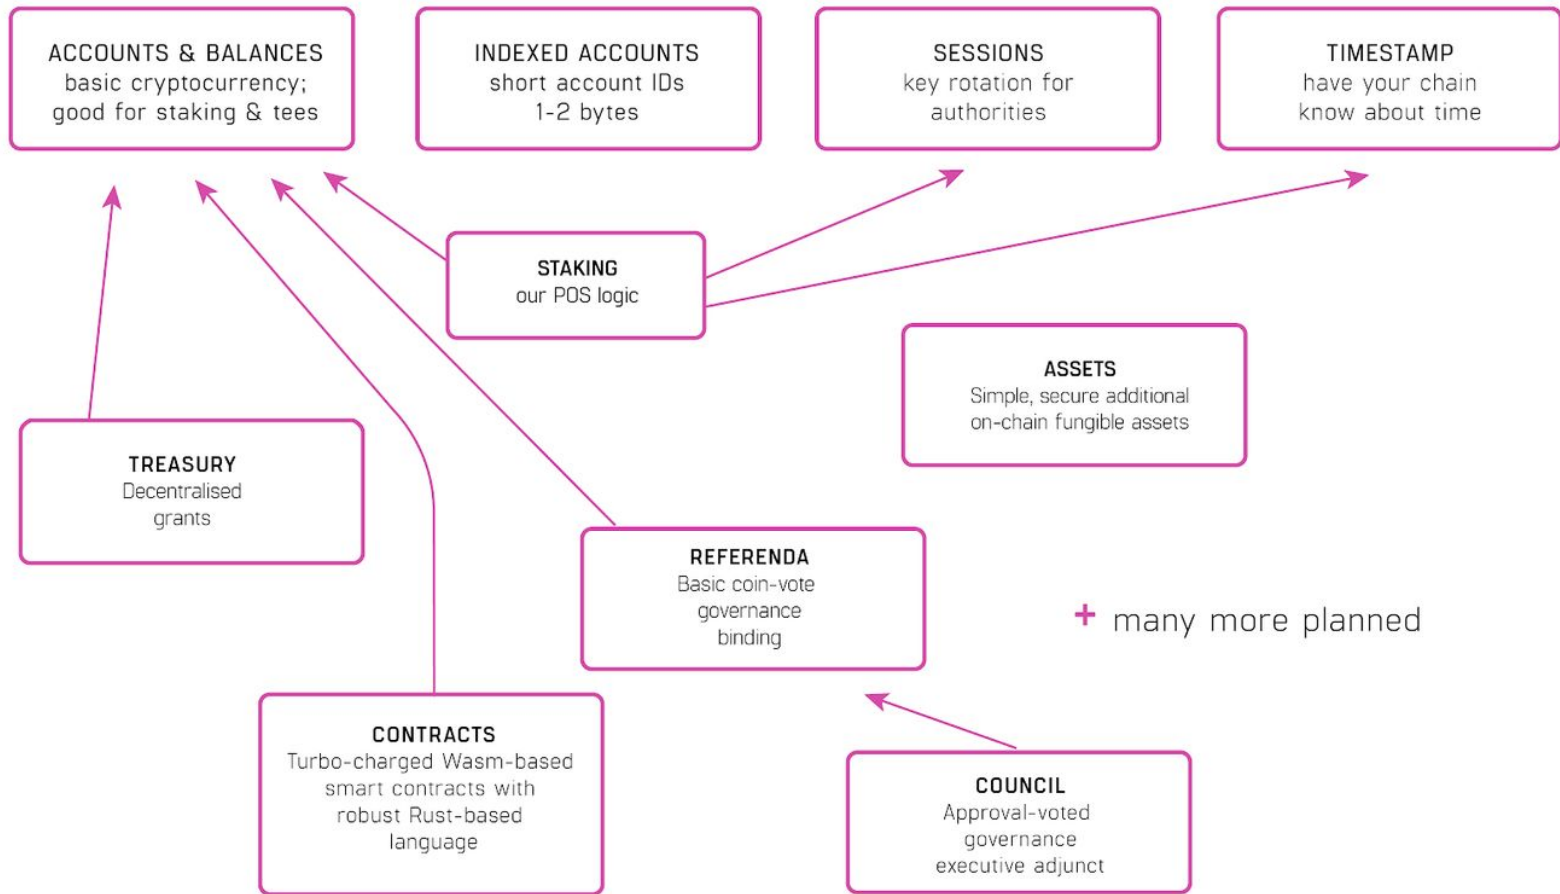 ACCOUNTS & BALANCES
basic cryptocurrency;
good for staking & tees
INDEXED ACCOUNTS
short account IDs
1-2 bytes
SESSIONS
key rotation for
authorities
TIMESTAMP
have your chain
know about time
STAKING
our POS logic
ASSETS
Simple, secure additional
on-chain fungible assets
TREASURY
Decentralised
grants
REFERENDA
Basic coin-vote
governance
binding
+ many more planned
CONTRACTS
Turbo-charged Wasm-based
smart contracts with
robust Rust-based
language
COUNCIL
Approval-voted
governance
executive adjunct